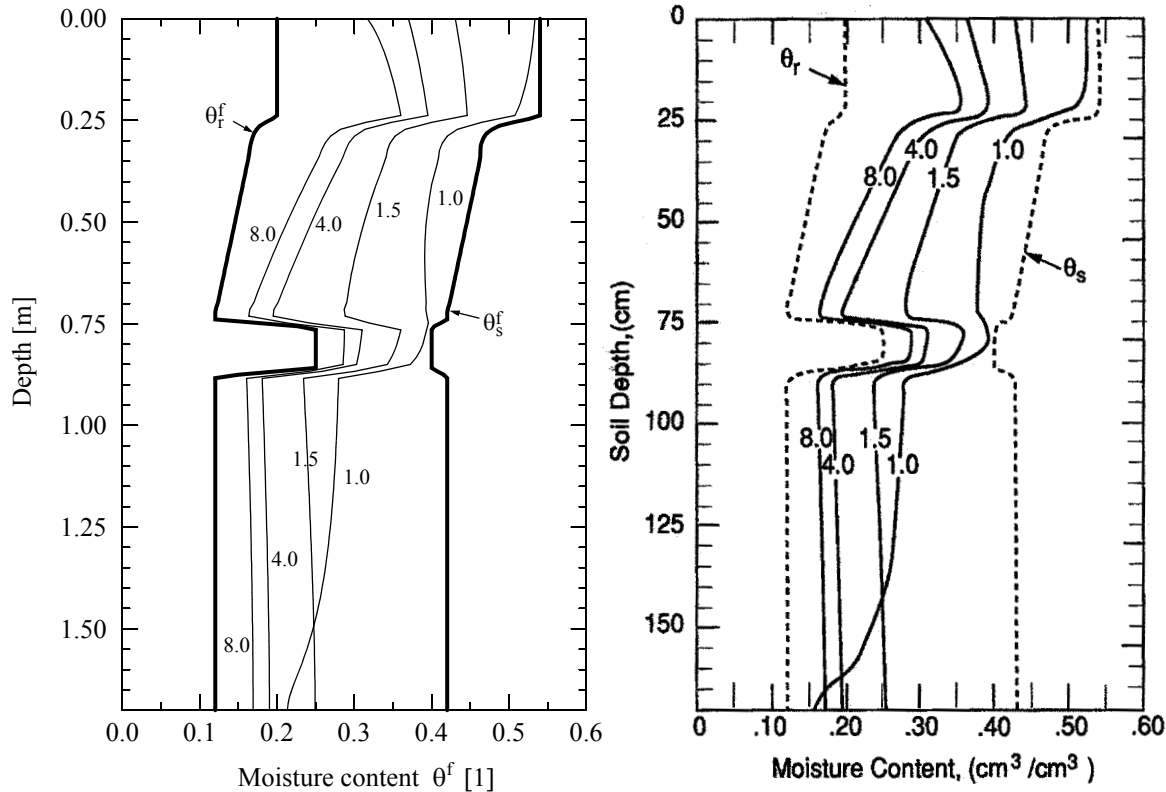 0.00
0.25
0.50
0.75
1.00
1.25
1.50
0.0 0.1 0.2 0.3 0.4 0.5 0.6
Depth [m]
Moisture content θᶠ [1]
θᵣᶠ
θₛᶠ
8.0
4.0
1.5
1.0
1.5
1.0
4.0
8.0
0
25
50
75
100
125
150
0 .10 .20 .30 .40 .50 .60
Soil Depth,(cm)
Moisture Content, (cm³/cm³)
θᵣ
θₛ
4.0 1.0
8.0 1.5
8.0 1.5
4.0 1.0